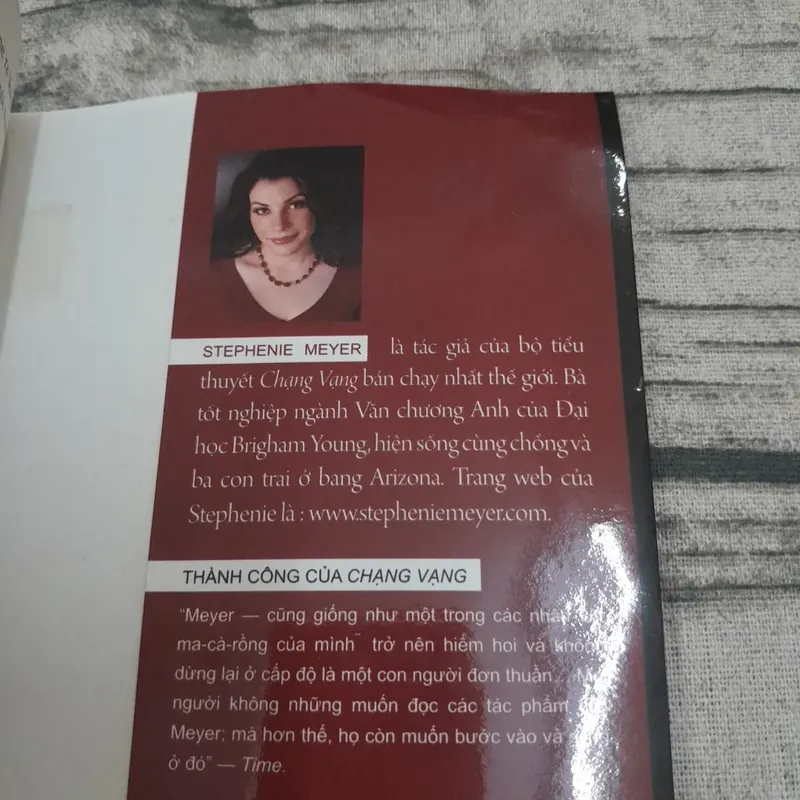 STEPHENIE MEYER là tác giả của bộ tiểu
thuyết Chạng Vạng bán chạy nhất thế giới. Bà
tốt nghiệp ngành Văn chương Anh của Đại
học Brigham Young, hiện sống cùng chồng và
ba con trai ở bang Arizona. Trang web của
Stephenie là : www.stepheniemeyer.com.
THÀNH CÔNG CỦA CHẠNG VẠNG
“Meyer — cũng giống như một trong các nhân
ma-cà-rồng của mình – trở nên hiếm hoi và không
dừng lại ở cấp độ là một con người đơn thuần...
người không những muốn đọc các tác phẩm
Meyer; mà hơn thế, họ còn muốn bước vào và
ở đó” — Time.